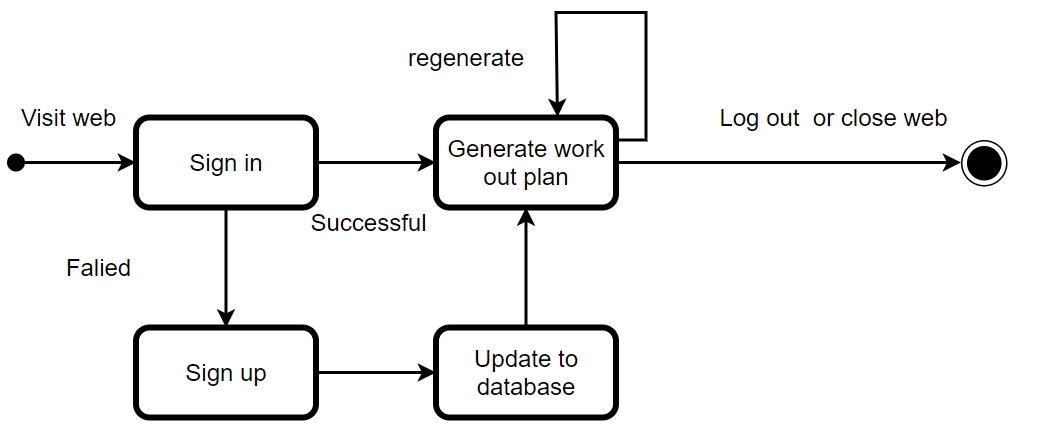 regenerate
Visit web
Log out  or close web
Sign in
Generate work
out plan
Successful
Falied
Sign up
Update to
database